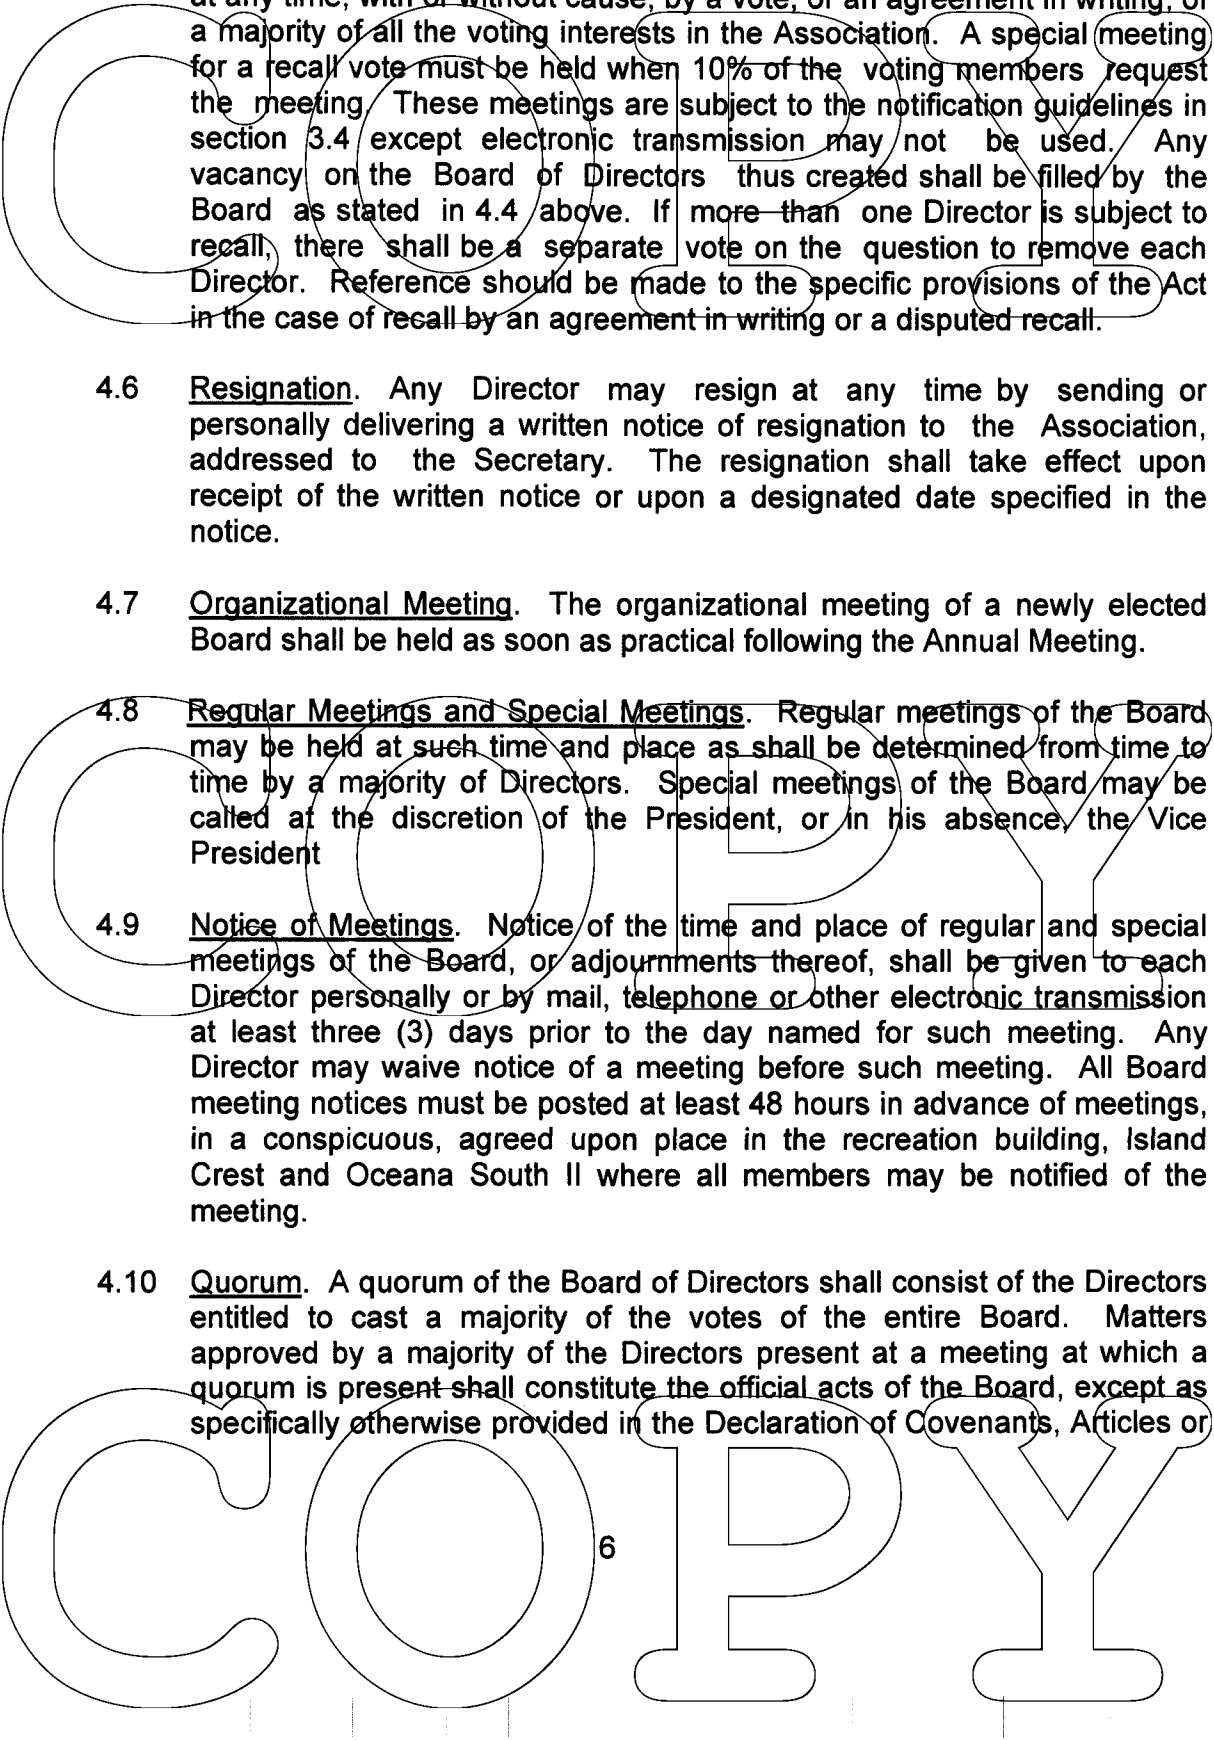 at any time, with or without cause, by a vote, or an agreement in writing, of
a majority of all the voting interests in the Association. A special meeting
for a recall vote must be held when 10% of the voting members request
the meeting. These meetings are subject to the notification guidelines in
section 3.4 except electronic transmission may not be used. Any
vacancy on the Board of Directors thus created shall be filled by the
Board as stated in 4.4 above. If more than one Director is subject to
recall, there shall be a separate vote on the question to remove each
Director. Reference should be made to the specific provisions of the Act
in the case of recall by an agreement in writing or a disputed recall.
4.6 Resignation. Any Director may resign at any time by sending or
personally delivering a written notice of resignation to the Association,
addressed to the Secretary. The resignation shall take effect upon
receipt of the written notice or upon a designated date specified in the
notice.
4.7 Organizational Meeting. The organizational meeting of a newly elected
Board shall be held as soon as practical following the Annual Meeting.
4.8 Regular Meetings and Special Meetings. Regular meetings of the Board
may be held at such time and place as shall be determined from time to
time by a majority of Directors. Special meetings of the Board may be
called at the discretion of the President, or in his absence, the Vice
President
4.9 Notice of Meetings. Notice of the time and place of regular and special
meetings of the Board, or adjournments thereof, shall be given to each
Director personally or by mail, telephone or other electronic transmission
at least three (3) days prior to the day named for such meeting. Any
Director may waive notice of a meeting before such meeting. All Board
meeting notices must be posted at least 48 hours in advance of meetings,
in a conspicuous, agreed upon place in the recreation building, Island
Crest and Oceana South II where all members may be notified of the
meeting.
4.10 Quorum. A quorum of the Board of Directors shall consist of the Directors
entitled to cast a majority of the votes of the entire Board. Matters
approved by a majority of the Directors present at a meeting at which a
quorum is present shall constitute the official acts of the Board, except as
specifically otherwise provided in the Declaration of Covenants, Articles or
6
COPY
COPY
COPY